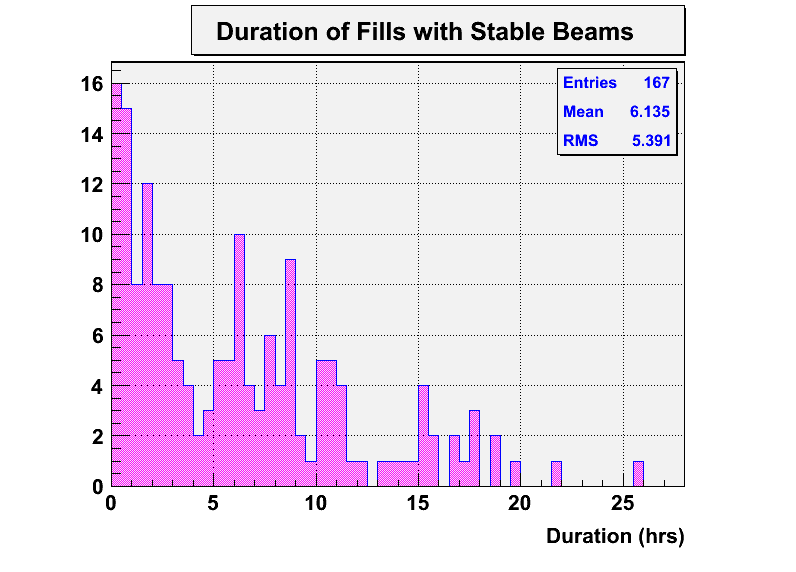 Duration of Fills with Stable Beams
Entries 167
Mean 6.135
RMS 5.391
16
14
12
10
8
6
4
2
0
0 5 10 15 20 25
Duration (hrs)